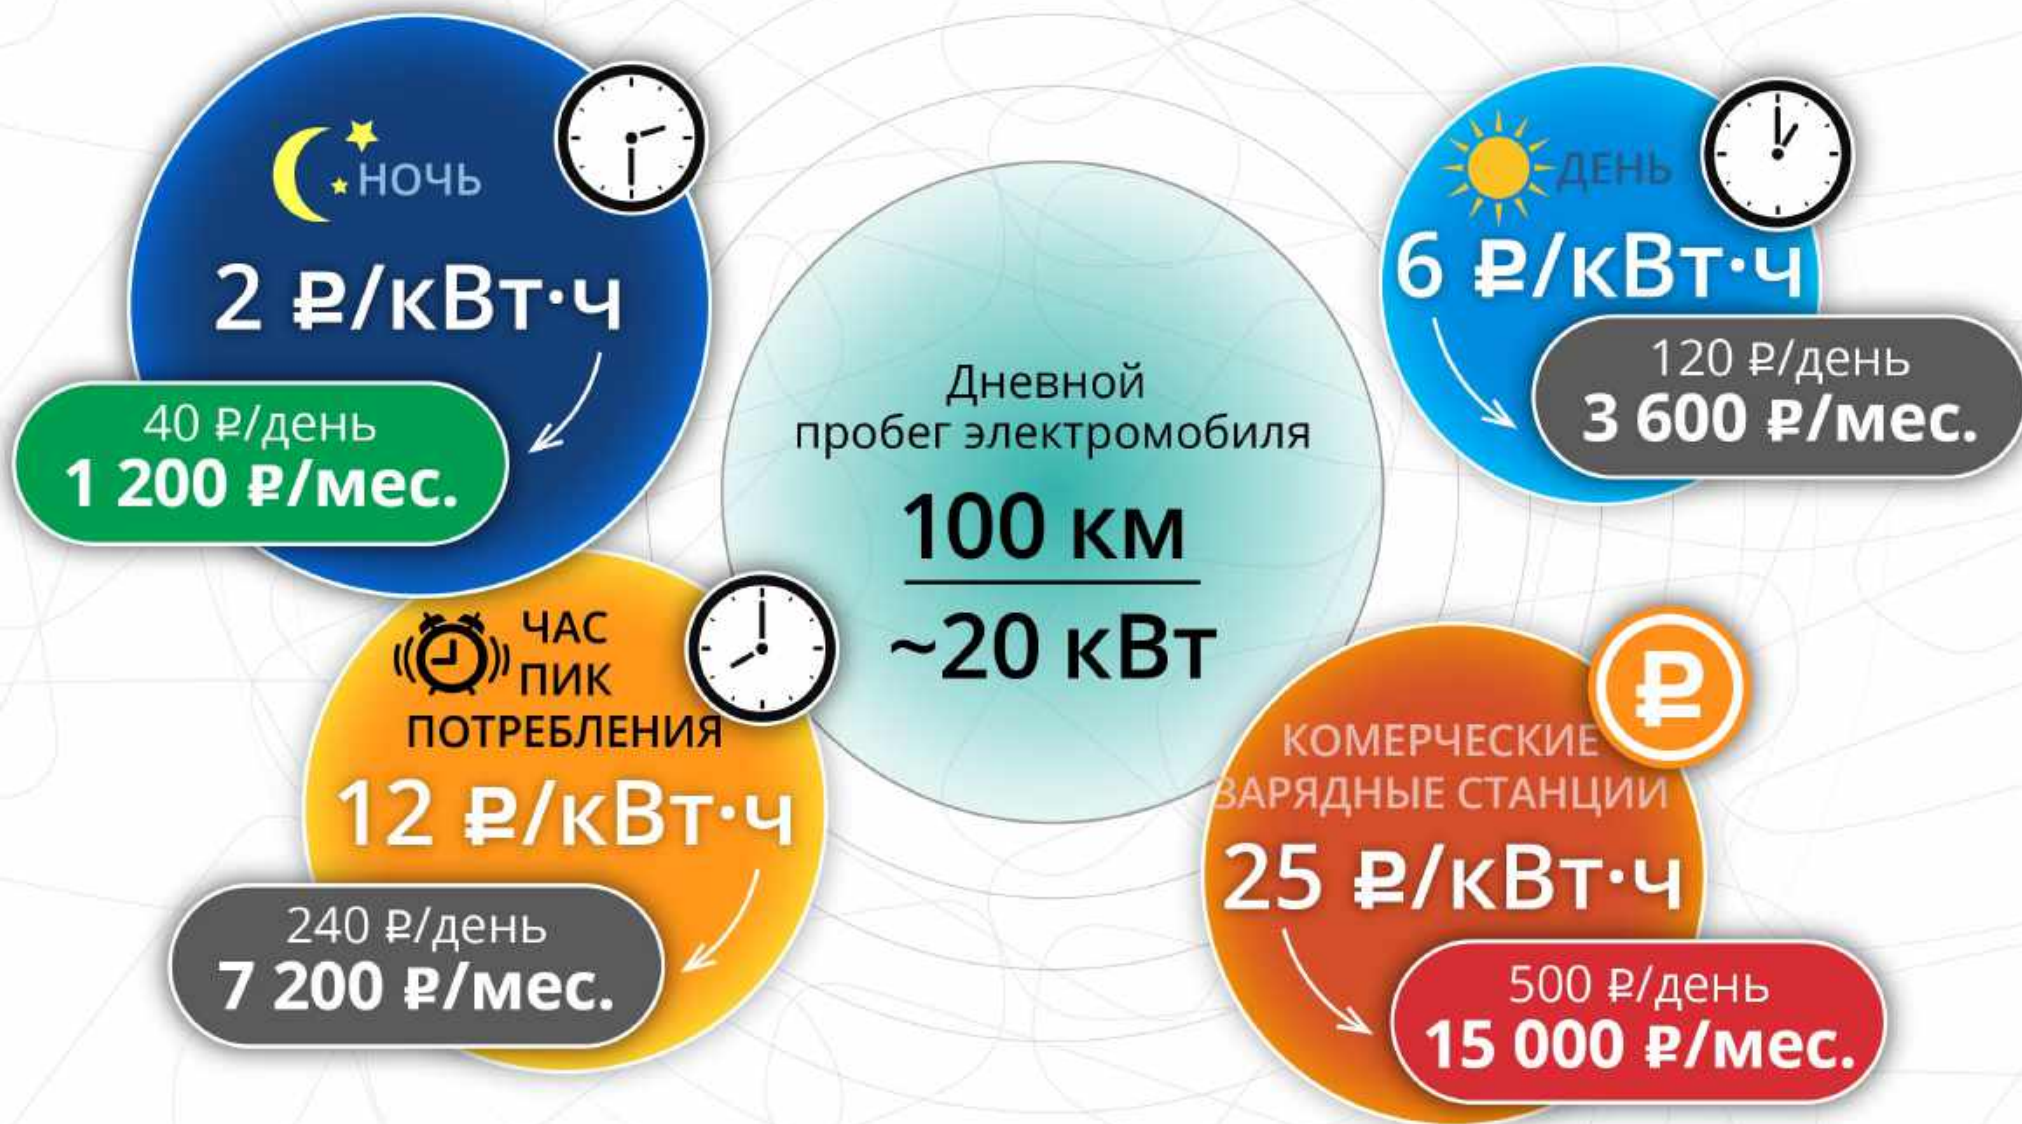 НОЧЬ
2 ₽/кВт·ч
40 ₽/день
1 200 ₽/мес.
ДЕНЬ
6 ₽/кВт·ч
120 ₽/день
3 600 ₽/мес.
Дневной
пробег электромобиля
100 км
~20 кВт
ЧАС
ПИК
ПОТРЕБЛЕНИЯ
12 ₽/кВт·ч
240 ₽/день
7 200 ₽/мес.
₽
КОМЕРЧЕСКИЕ
ЗАРЯДНЫЕ СТАНЦИИ
25 ₽/кВт·ч
500 ₽/день
15 000 ₽/мес.